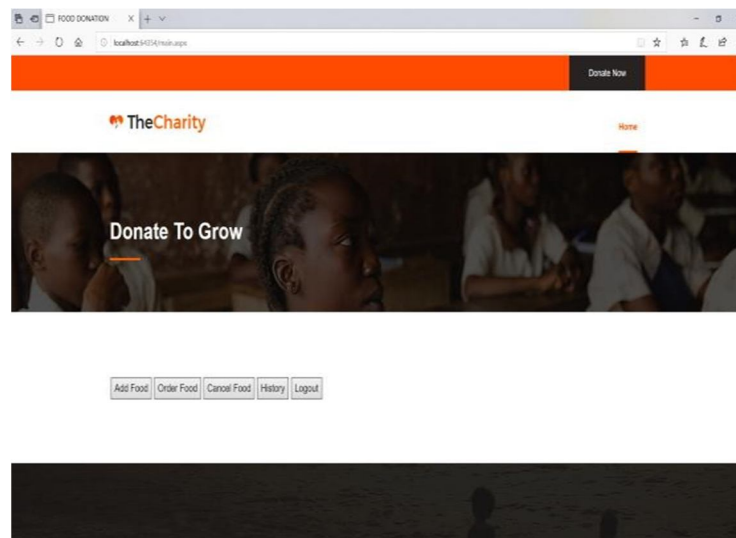 FOOD DONATION
localhost:64354/main.aspx
Donate Now
TheCharity
Home
Donate To Grow
Add Food Order Food Cancel Food History Logout